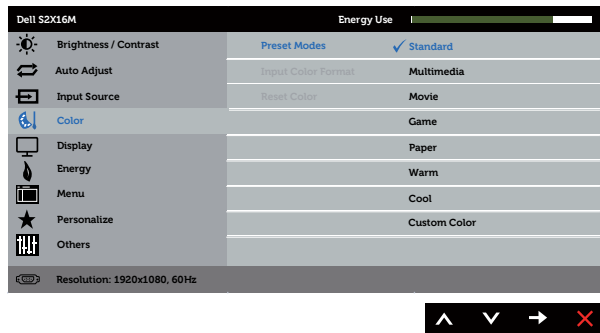 Dell S2X16M Energy Use
Brightness / Contrast Preset Modes Standard
Auto Adjust Input Color Format Multimedia
Input Source Reset Color Movie
Color Game
Display Paper
Energy Warm
Menu Cool
Personalize Custom Color
Others
Resolution: 1920x1080, 60Hz